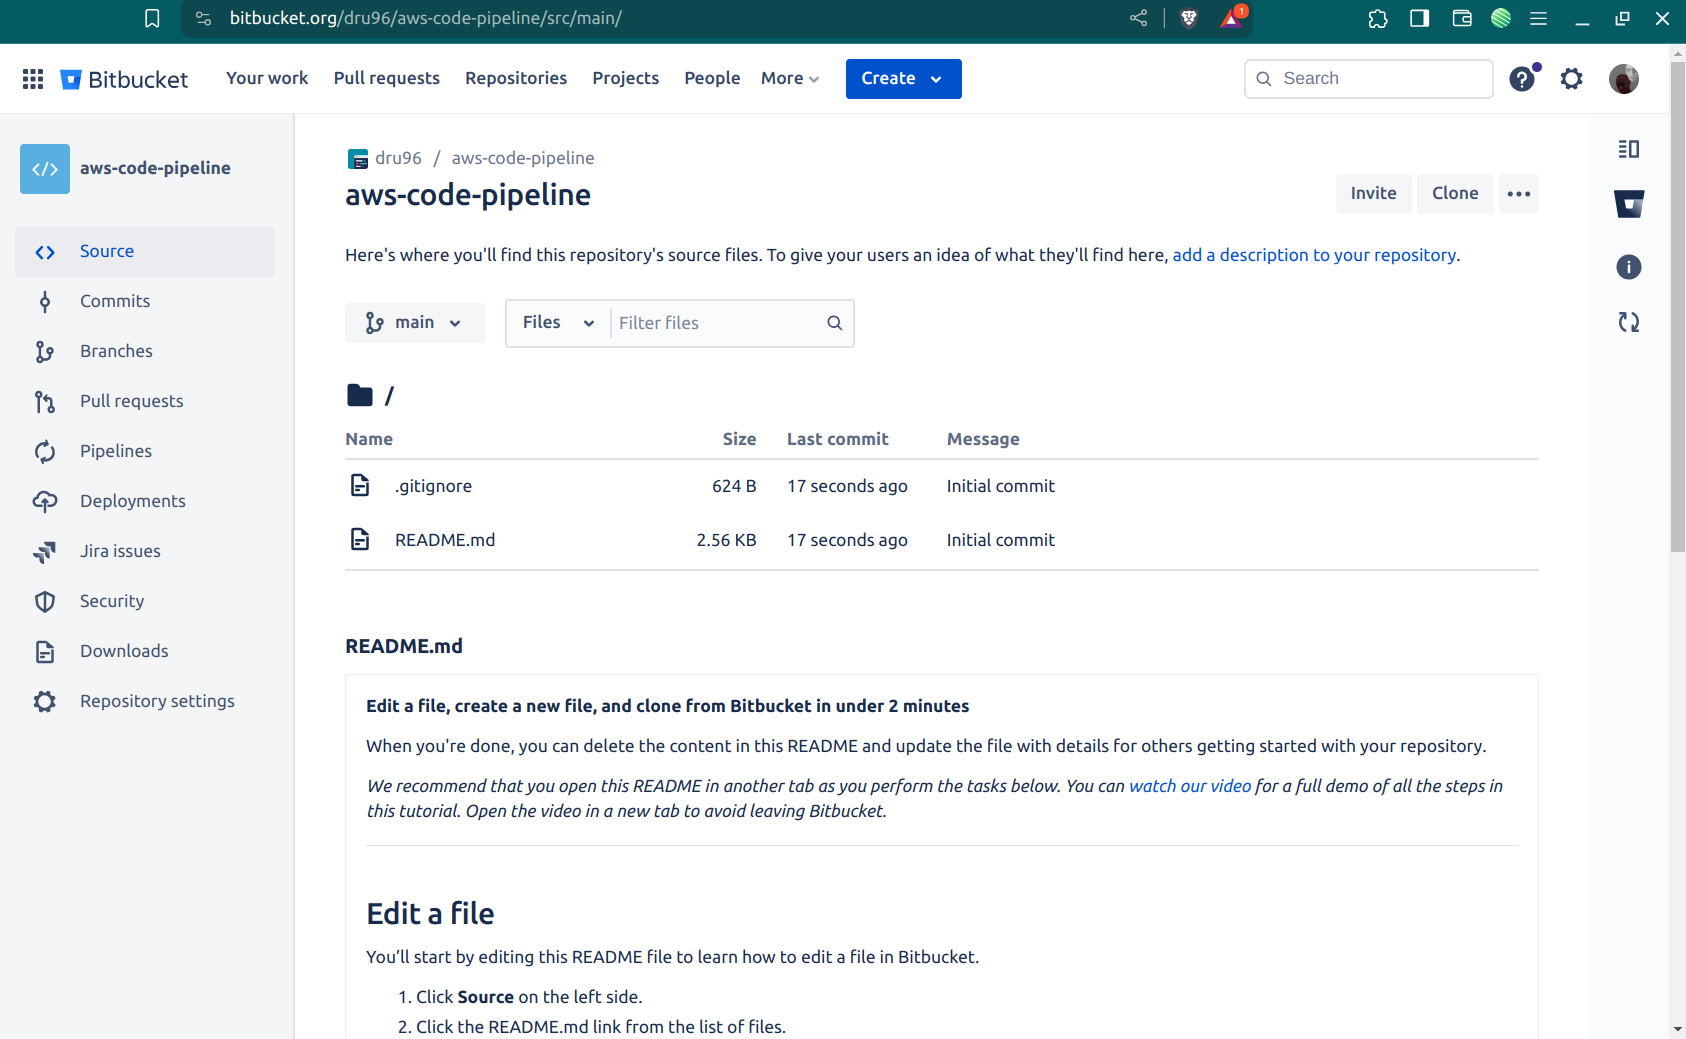 bitbucket.org/dru96/aws-code-pipeline/src/main/
1
Bitbucket
Your work
Pull requests
Repositories
Projects
People
More
Create
Search
aws-code-pipeline
Source
Commits
Branches
Pull requests
Pipelines
Deployments
Jira issues
Security
Downloads
Repository settings
dru96 / aws-code-pipeline
aws-code-pipeline
Invite
Clone
Here's where you'll find this repository's source files. To give your users an idea of what they'll find here, add a description to your repository.
main
Files
Filter files
/
Name Size Last commit Message
.gitignore 624 B 17 seconds ago Initial commit
README.md 2.56 KB 17 seconds ago Initial commit
README.md
Edit a file, create a new file, and clone from Bitbucket in under 2 minutes
When you're done, you can delete the content in this README and update the file with details for others getting started with your repository.
We recommend that you open this README in another tab as you perform the tasks below. You can watch our video for a full demo of all the steps in
this tutorial. Open the video in a new tab to avoid leaving Bitbucket.
Edit a file
You’ll start by editing this README file to learn how to edit a file in Bitbucket.
1. Click Source on the left side.
2. Click the README.md link from the list of files.